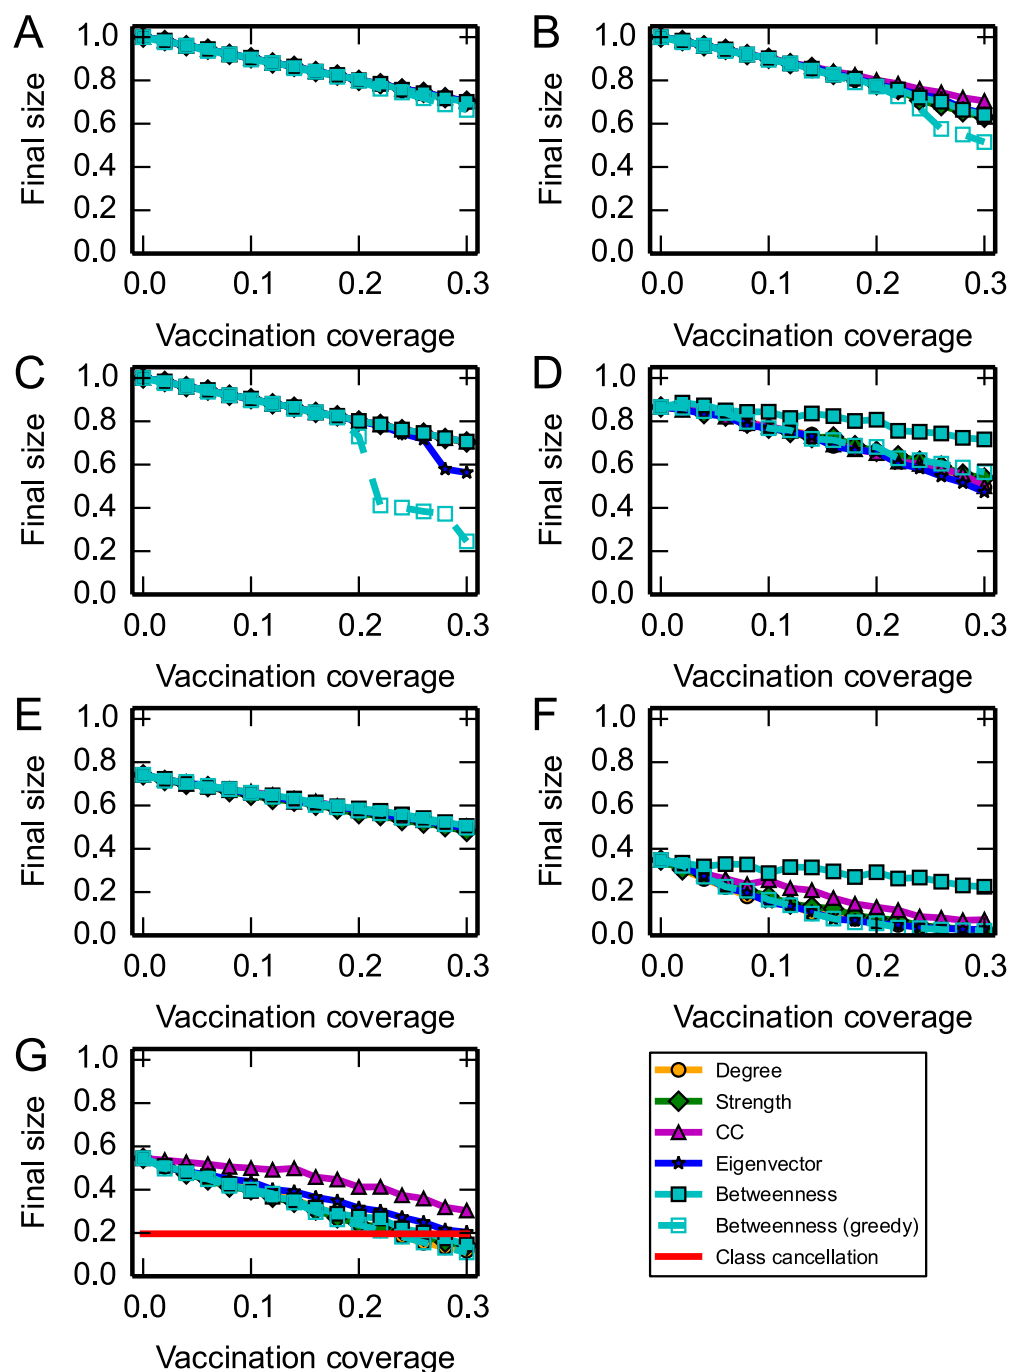 A
1.0
0.8
0.6
0.4
0.2
0.0
Final size
0.0 0.1 0.2 0.3
Vaccination coverage
B
1.0
0.8
0.6
0.4
0.2
0.0
Final size
0.0 0.1 0.2 0.3
Vaccination coverage
C
1.0
0.8
0.6
0.4
0.2
0.0
Final size
0.0 0.1 0.2 0.3
Vaccination coverage
D
1.0
0.8
0.6
0.4
0.2
0.0
Final size
0.0 0.1 0.2 0.3
Vaccination coverage
E
1.0
0.8
0.6
0.4
0.2
0.0
Final size
0.0 0.1 0.2 0.3
Vaccination coverage
F
1.0
0.8
0.6
0.4
0.2
0.0
Final size
0.0 0.1 0.2 0.3
Vaccination coverage
G
1.0
0.8
0.6
0.4
0.2
0.0
Final size
0.0 0.1 0.2 0.3
Vaccination coverage
Degree
Strength
CC
Eigenvector
Betweenness
Betweenness (greedy)
Class cancellation